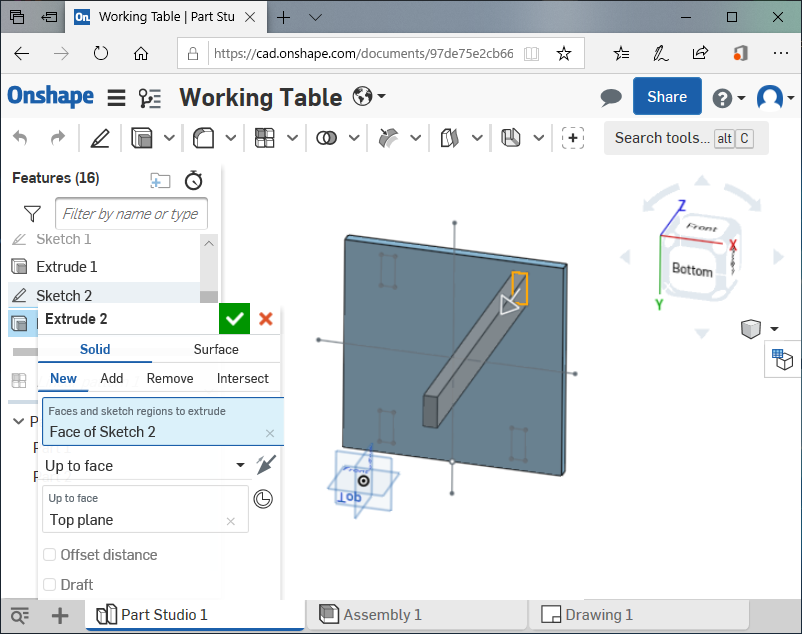 On. Working Table | Part Stu
https://cad.onshape.com/documents/97de75e2cb66
Onshape
Working Table
Share
Search tools... alt C
Features (16)
Filter by name or type
Sketch 1
Extrude 1
Sketch 2
Extrude 2
Solid
Surface
New
Add
Remove
Intersect
Faces and sketch regions to extrude
Face of Sketch 2
Up to face
Up to face
Top plane
Offset distance
Draft
Front
Top
Z
Front
X
Bottom
Y
Part Studio 1
Assembly 1
Drawing 1